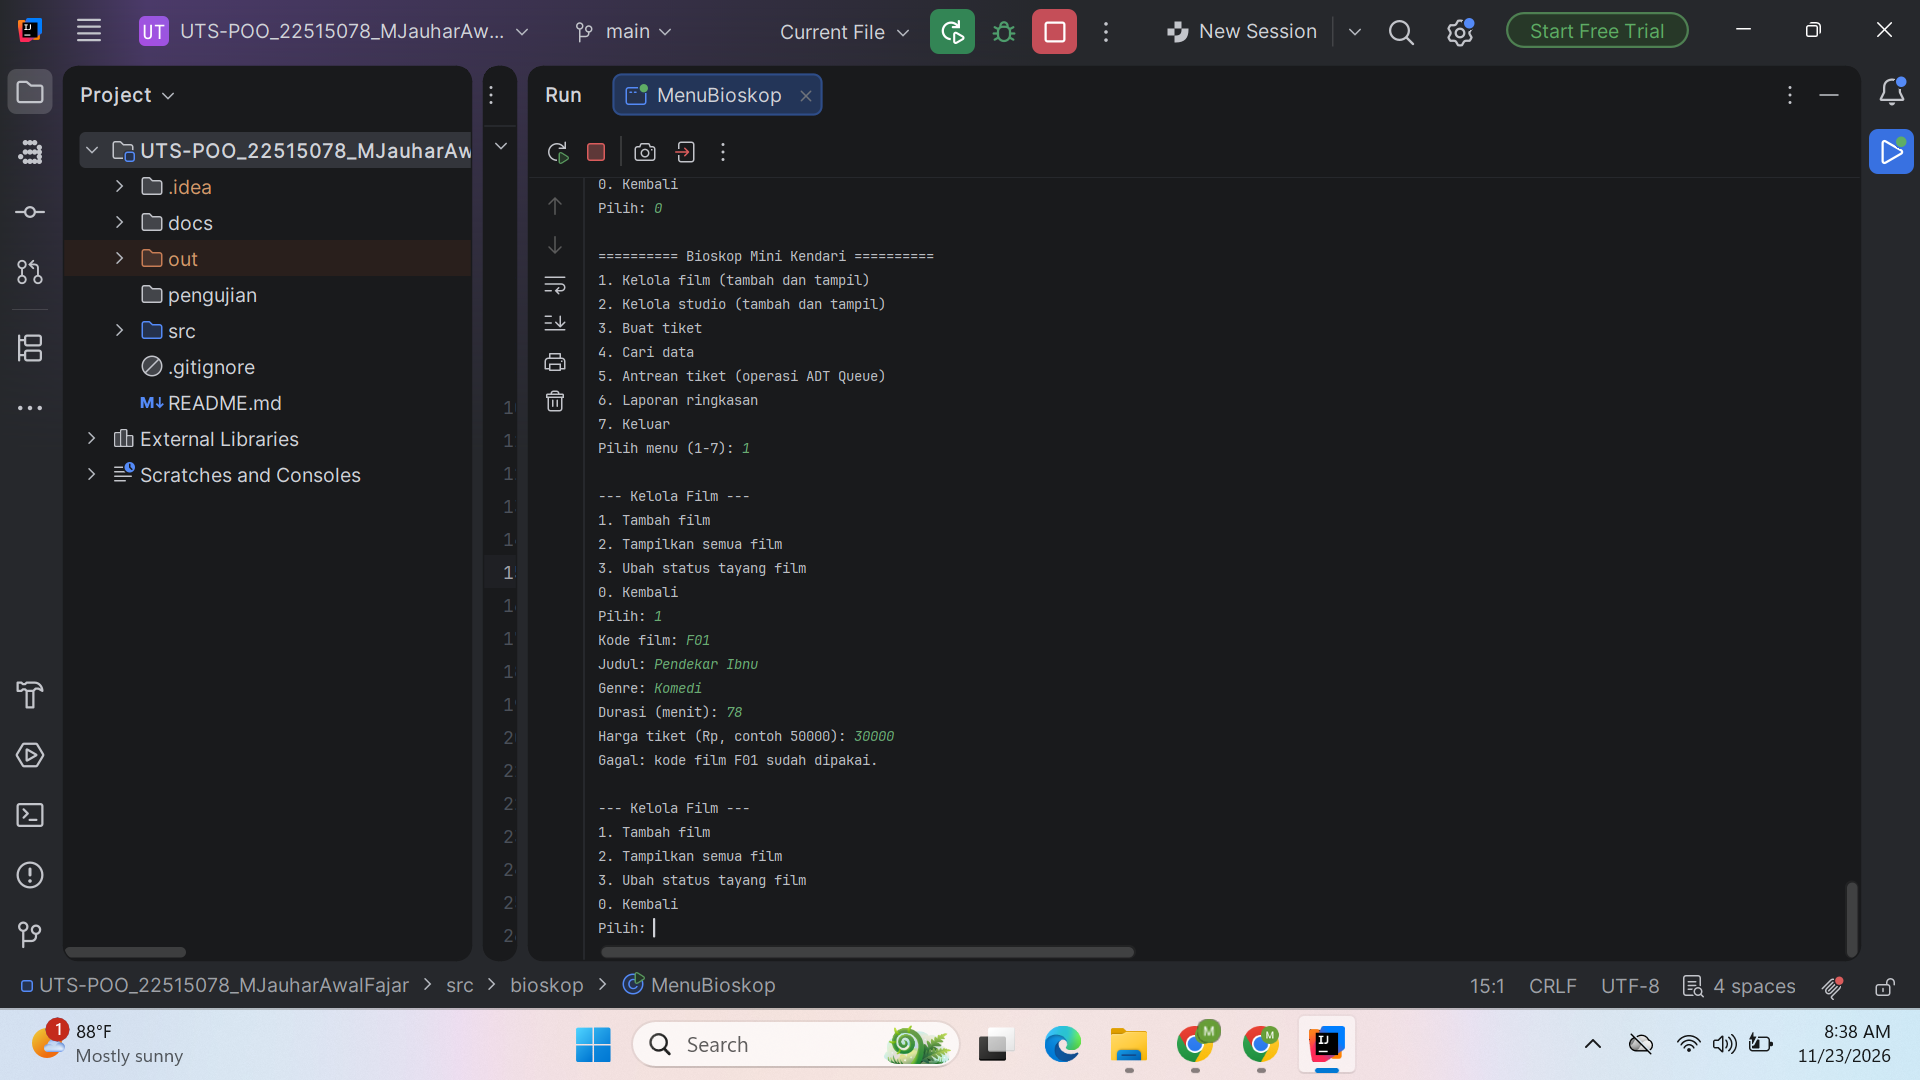 UT UTS-POO_22515078_MJauharAw... main Current File New Session Start Free Trial
Project
UTS-POO_22515078_MJauharAw
.idea
docs
out
pengujian
src
.gitignore
M↓ README.md
External Libraries
Scratches and Consoles
Run MenuBioskop
0. Kembali
Pilih: 0
========== Bioskop Mini Kendari ==========
1. Kelola film (tambah dan tampil)
2. Kelola studio (tambah dan tampil)
3. Buat tiket
4. Cari data
5. Antrean tiket (operasi ADT Queue)
6. Laporan ringkasan
7. Keluar
Pilih menu (1-7): 1
--- Kelola Film ---
1. Tambah film
2. Tampilkan semua film
3. Ubah status tayang film
0. Kembali
Pilih: 1
Kode film: F01
Judul: Pendekar Ibnu
Genre: Komedi
Durasi (menit): 78
Harga tiket (Rp, contoh 50000): 30000
Gagal: kode film F01 sudah dipakai.
--- Kelola Film ---
1. Tambah film
2. Tampilkan semua film
3. Ubah status tayang film
0. Kembali
Pilih:
UTS-POO_22515078_MJauharAwalFajar > src > bioskop > MenuBioskop 15:1 CRLF UTF-8 4 spaces
1 88°F
Mostly sunny
Search
M
M
8:38 AM
11/23/2026